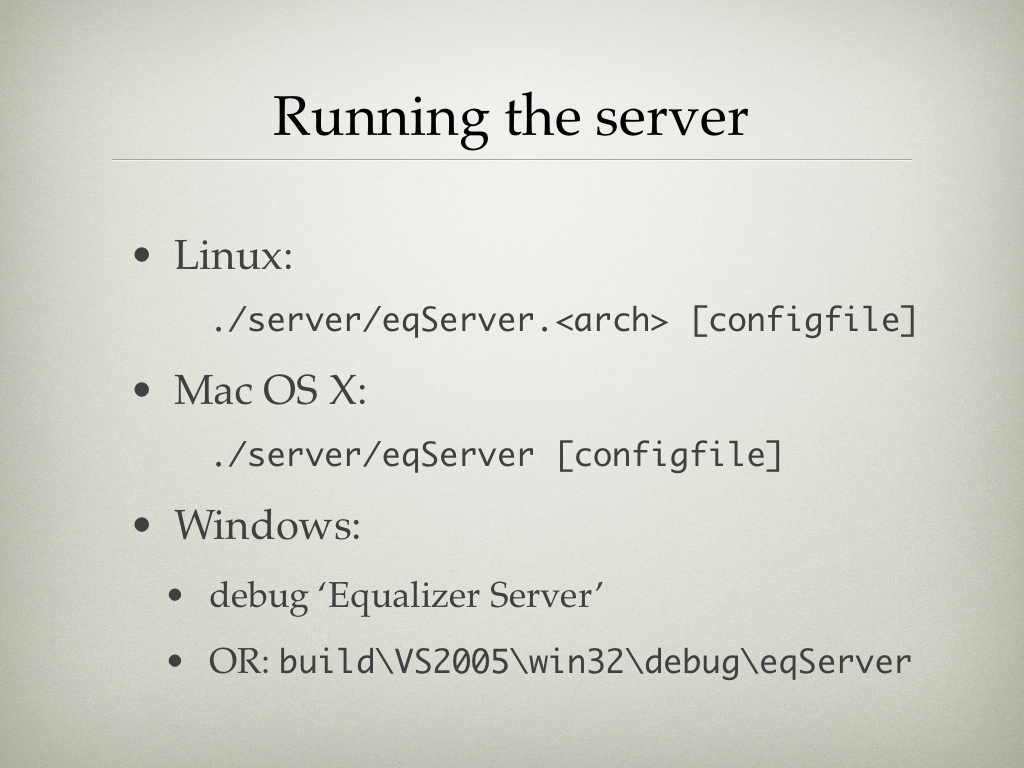 Running the server
• Linux:
./server/eqServer.<arch> [configfile]
• Mac OS X:
./server/eqServer [configfile]
• Windows:
• debug ‘Equalizer Server’
• OR: build\VS2005\win32\debug\eqServer